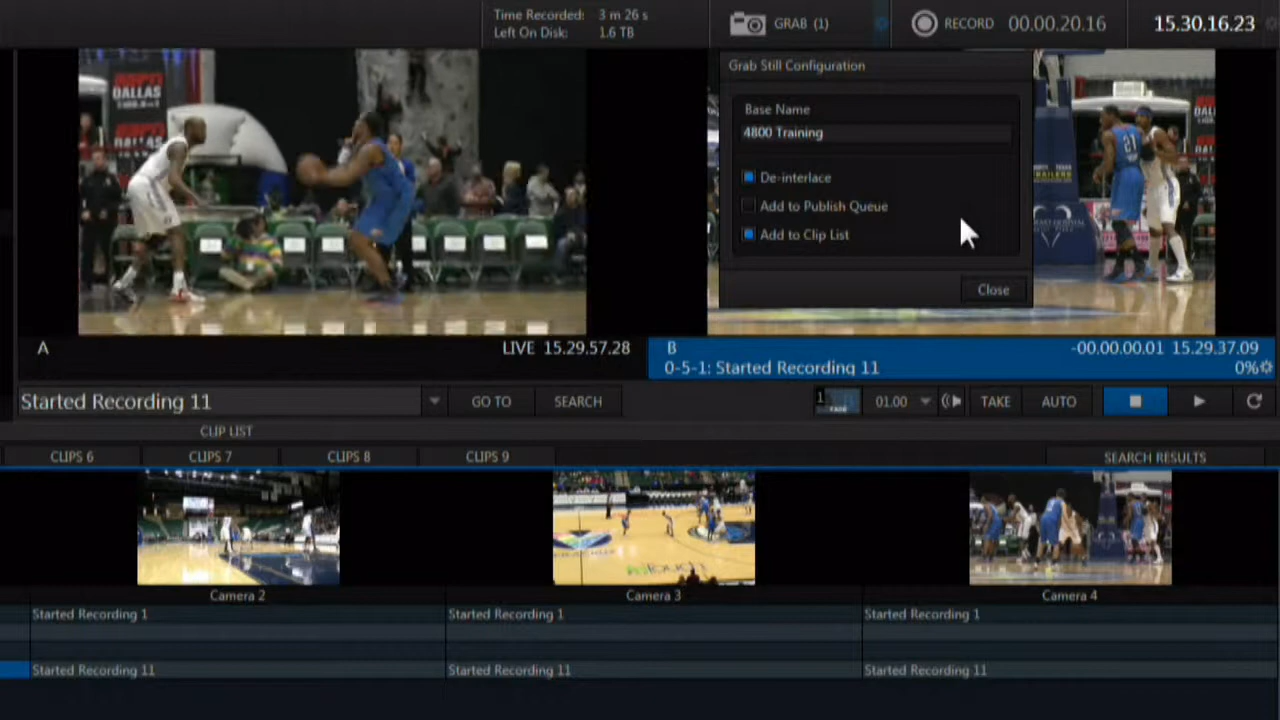 Time Recorded: 3 m 26 s
Left On Disk: 1.6 TB
GRAB (1)
RECORD 00.00.20.16
15.30.16.23
DALLAS
DALLAS
Grab Still Configuration
Base Name
4800 Training
De-interlace
Add to Publish Queue
Add to Clip List
Close
21
A
LIVE 15.29.57.28
B
-00.00.00.01 15.29.37.09
0-5-1: Started Recording 11
0%
Started Recording 11
GO TO
SEARCH
1
FADE
01.00
TAKE
AUTO
CLIP LIST
CLIPS 6
CLIPS 7
CLIPS 8
CLIPS 9
SEARCH RESULTS
Camera 2
Camera 3
Camera 4
Started Recording 1
Started Recording 1
Started Recording 1
Started Recording 11
Started Recording 11
Started Recording 11